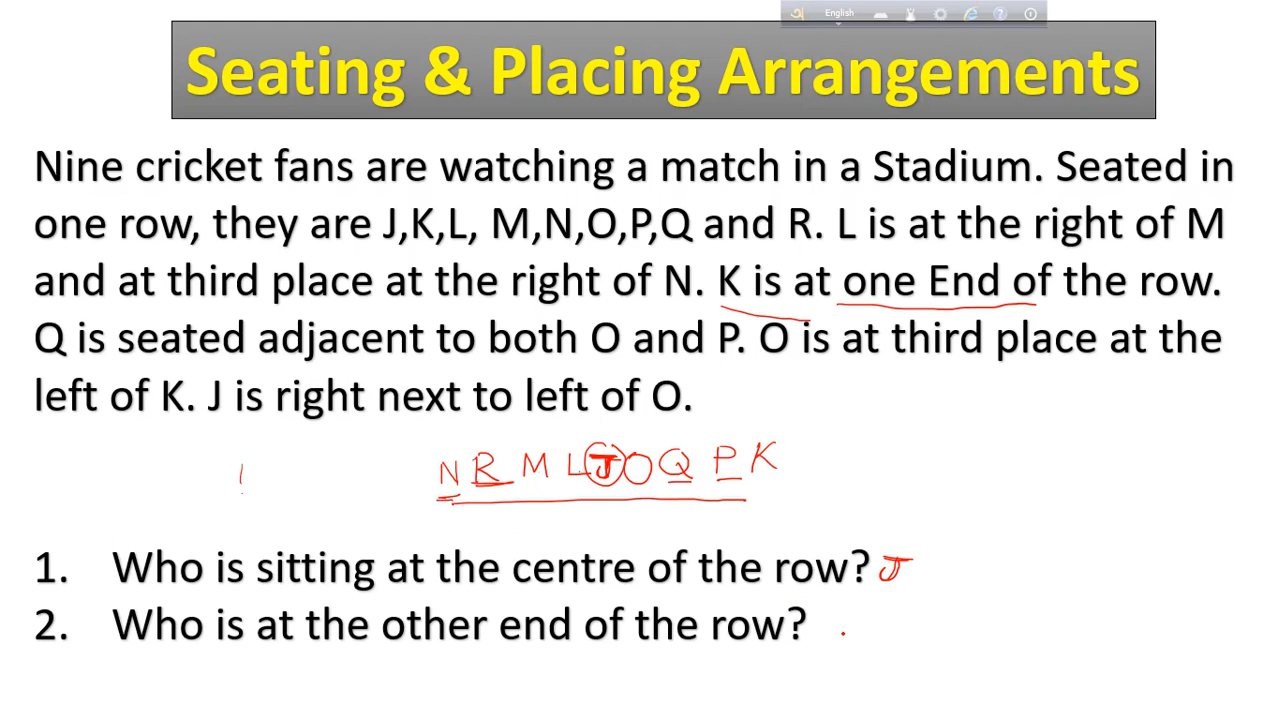 English
Seating & Placing Arrangements
Nine cricket fans are watching a match in a Stadium. Seated in
one row, they are J,K,L, M,N,O,P,Q and R. L is at the right of M
and at third place at the right of N. K is at one End of the row.
Q is seated adjacent to both O and P. O is at third place at the
left of K. J is right next to left of O.
N R M L J O Q P K
1. Who is sitting at the centre of the row? J
2. Who is at the other end of the row?